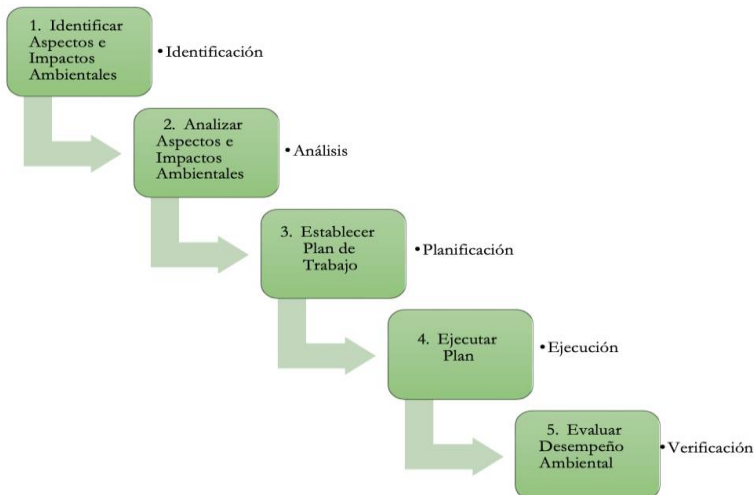 1. Identificar
Aspectos e
Impactos
Ambientales
•Identificación
2. Analizar
Aspectos e
Impactos
Ambientales
•Análisis
3. Establecer
Plan de
Trabajo
•Planificación
4. Ejecutar
Plan
•Ejecución
5. Evaluar
Desempeño
Ambiental
•Verificación